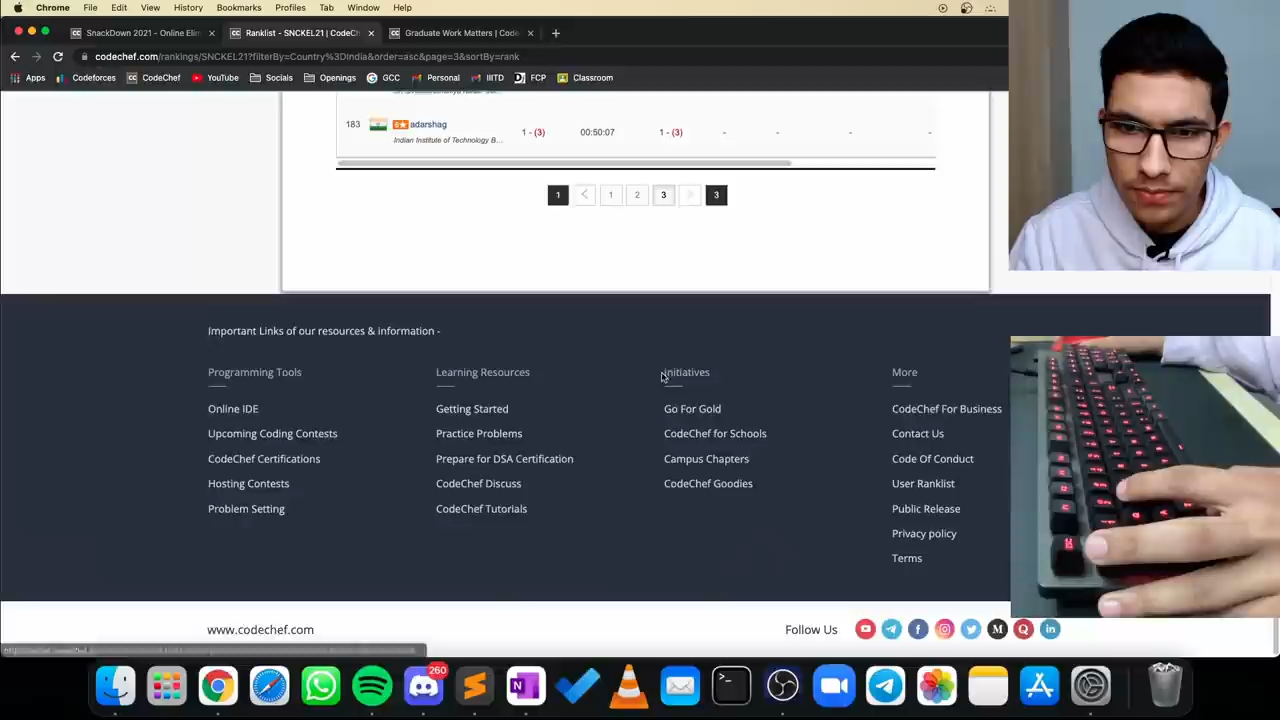 Chrome File Edit View History Bookmarks Profiles Tab Window Help
CC SnackDown 2021 - Online Elim × CC Ranklist - SNCKEL21 | CodeCh × CC Graduate Work Matters | Code ×
codechef.com/rankings/SNCKEL21?filterBy=Country%3DIndia&order=asc&page=3&sortBy=rank
Apps Codeforces CC CodeChef YouTube Socials Openings GCC Personal IIITD FCP Classroom
183 6★ adarshag 1 - (3) 00:50:07 1 - (3) - - - -
Indian Institute of Technology B...
1 < 1 2 3 > 3
Important Links of our resources & information -
Programming Tools
Online IDE
Upcoming Coding Contests
CodeChef Certifications
Hosting Contests
Problem Setting
Learning Resources
Getting Started
Practice Problems
Prepare for DSA Certification
CodeChef Discuss
CodeChef Tutorials
Initiatives
Go For Gold
CodeChef for Schools
Campus Chapters
CodeChef Goodies
More
CodeChef For Business
Contact Us
Code Of Conduct
User Ranklist
Public Release
Privacy policy
Terms
www.codechef.com
Follow Us
260